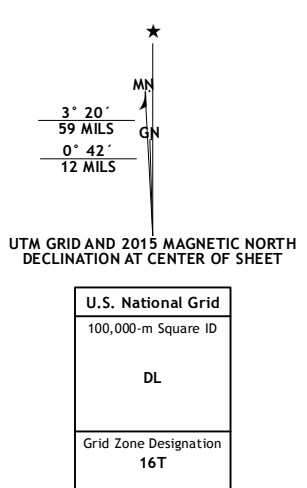 ★
MN
3° 20´
59 MILS
GN
0° 42´
12 MILS
UTM GRID AND 2015 MAGNETIC NORTH
DECLINATION AT CENTER OF SHEET
U.S. National Grid
100,000-m Square ID
DL
Grid Zone Designation
16T